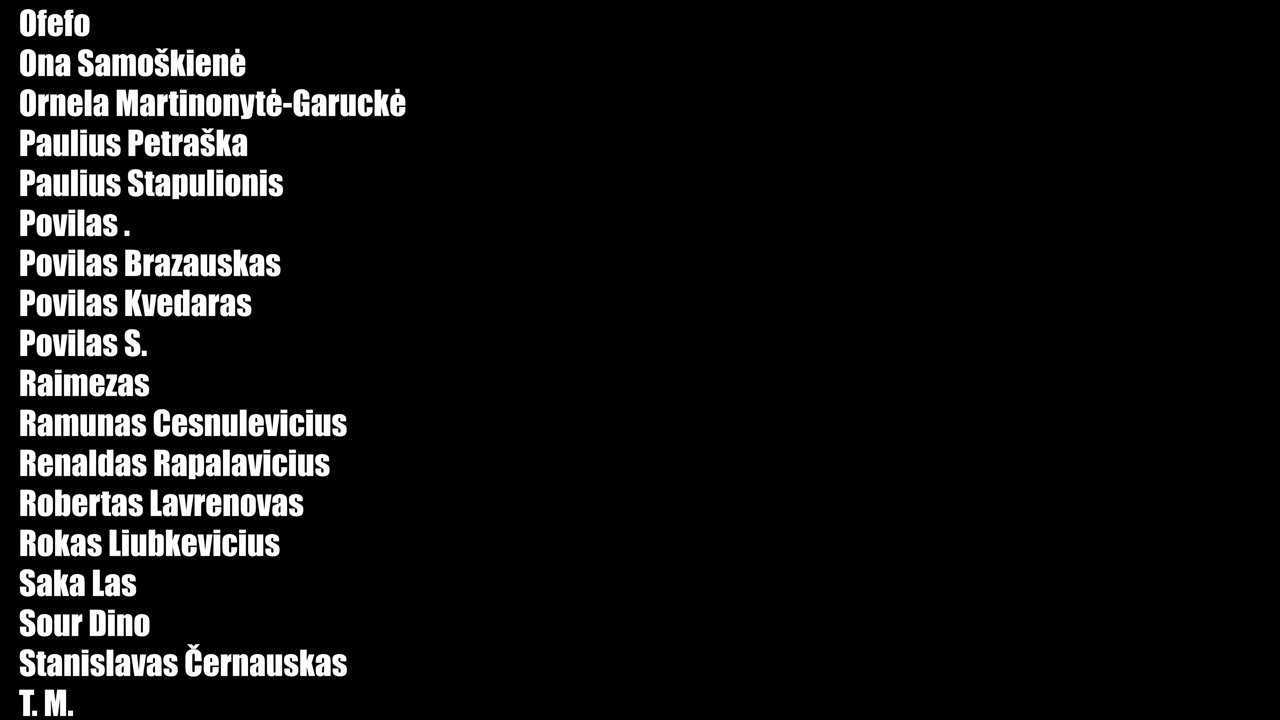 Ofefo
Ona Samoškienė
Ornela Martinonytė-Garuckė
Paulius Petraška
Paulius Stapulionis
Povilas .
Povilas Brazauskas
Povilas Kvedaras
Povilas S.
Raimezas
Ramunas Cesnulevicius
Renaldas Rapalavicius
Robertas Lavrenovas
Rokas Liubkevicius
Saka Las
Sour Dino
Stanislavas Černauskas
T. M.